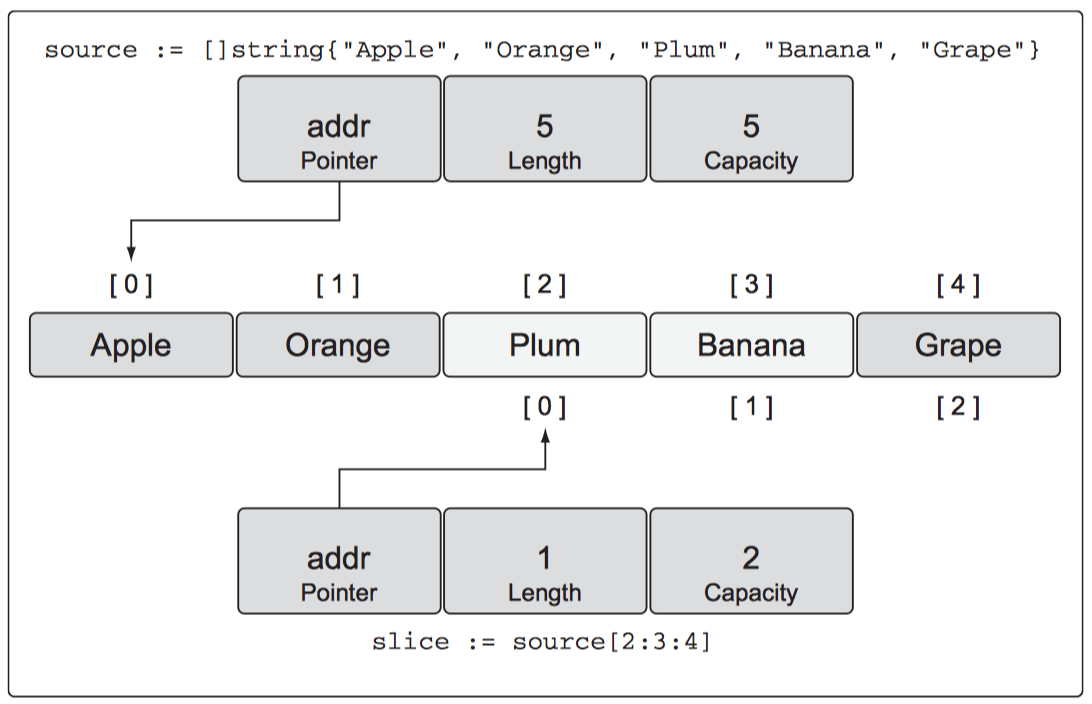 source := []string{"Apple", "Orange", "Plum", "Banana", "Grape"}
addr 5 5
Pointer Length Capacity
[0] [1] [2] [3] [4]
Apple Orange Plum Banana Grape
[0] [1] [2]
addr 1 2
Pointer Length Capacity
slice := source[2:3:4]